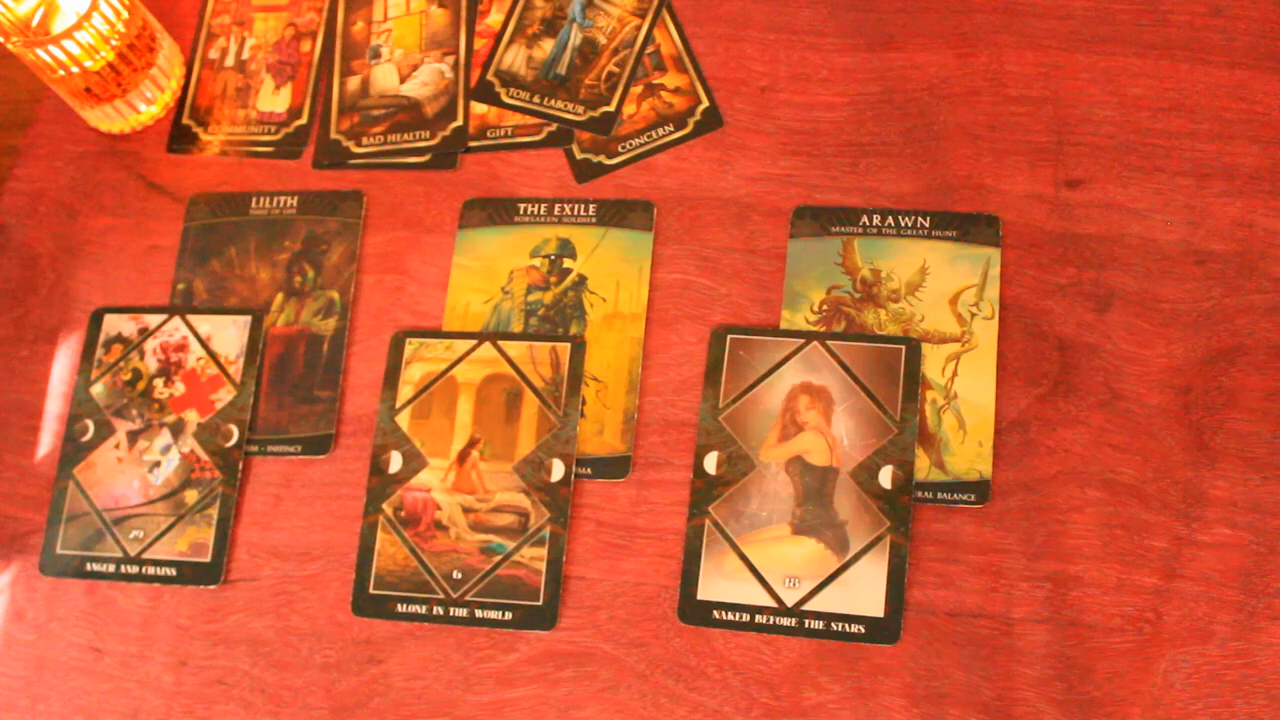 COMMUNITY
BAD HEALTH
GIFT
TOIL & LABOUR
CONCERN
LILITH
THE EXILE
FORSAKEN SOLDIER
ARAWN
MASTER OF THE GREAT HUNT
- INSTINCT
BALANCE
29
ANGER AND CHAINS
6
ALONE IN THE WORLD
18
NAKED BEFORE THE STARS